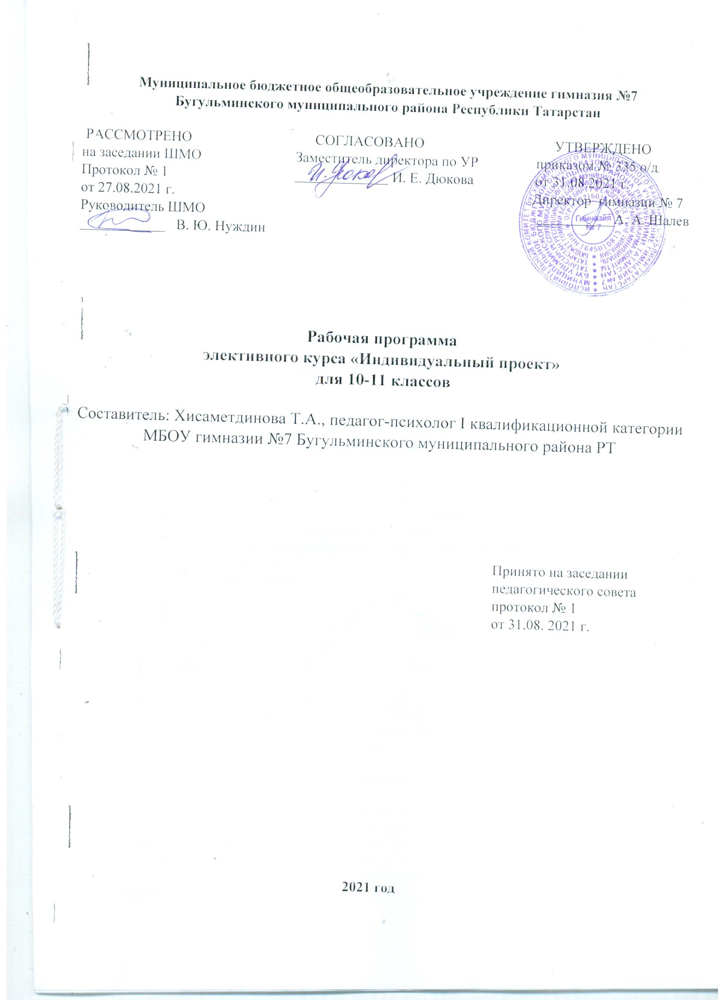 Муниципальное бюджетное общеобразовательное учреждение гимназия №7
Бугульминского муниципального района Республики Татарстан
РАССМОТРЕНО
на заседании ШМО
Протокол № 1
от 27.08.2021 г.
Руководитель ШМО
В. Ю. Нуждин
СОГЛАСОВАНО
Заместитель директора по УР
И. Е. Дюкова
УТВЕРЖДЕНО
приказом № 335 о/д
от 31.08.2021 г.
Директор гимназии № 7
А. А. Шалев
Гимназия
№ 7
ИНН 1645010813
Рабочая программа
элективного курса «Индивидуальный проект»
для 10-11 классов
Составитель: Хисаметдинова Т.А., педагог-психолог I квалификационной категории
МБОУ гимназии №7 Бугульминского муниципального района РТ
Принято на заседании
педагогического совета
протокол № 1
от 31.08. 2021 г.
2021 год